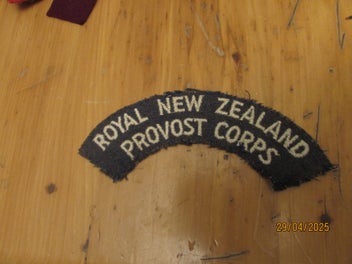 ROYAL NEW ZEALAND
PROVOST CORPS
29/04/2025